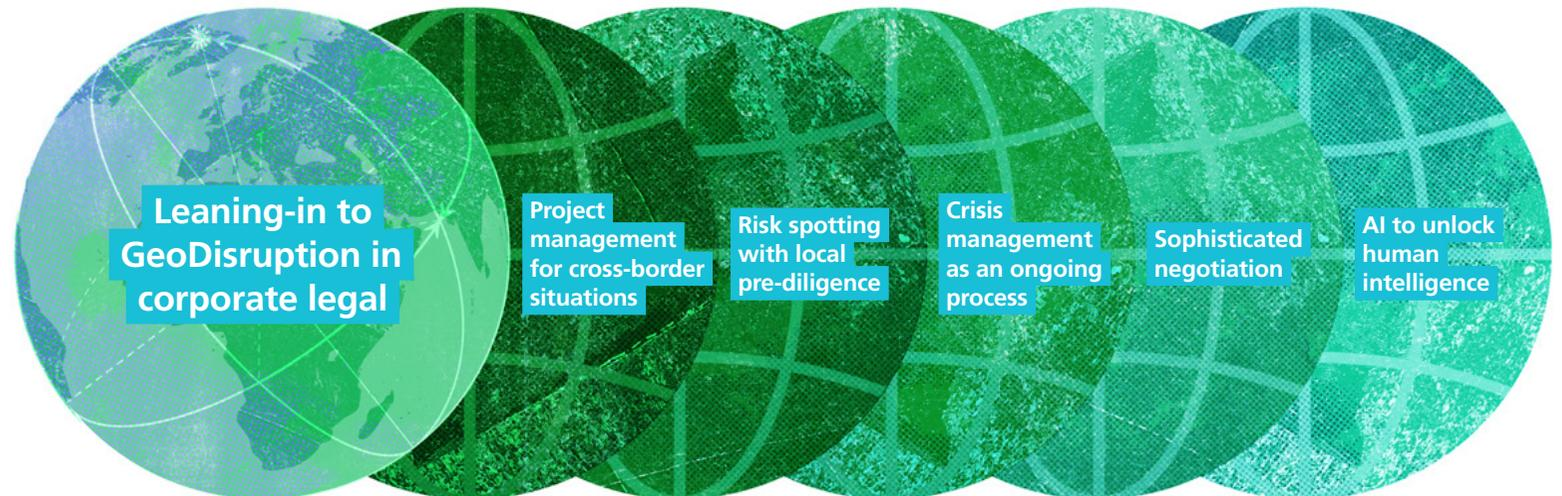 Leaning-in to
GeoDisruption in
corporate legal
Project
management
for cross-border
situations
Risk spotting
with local
pre-diligence
Crisis
management
as an ongoing
process
Sophisticated
negotiation
AI to unlock
human
intelligence